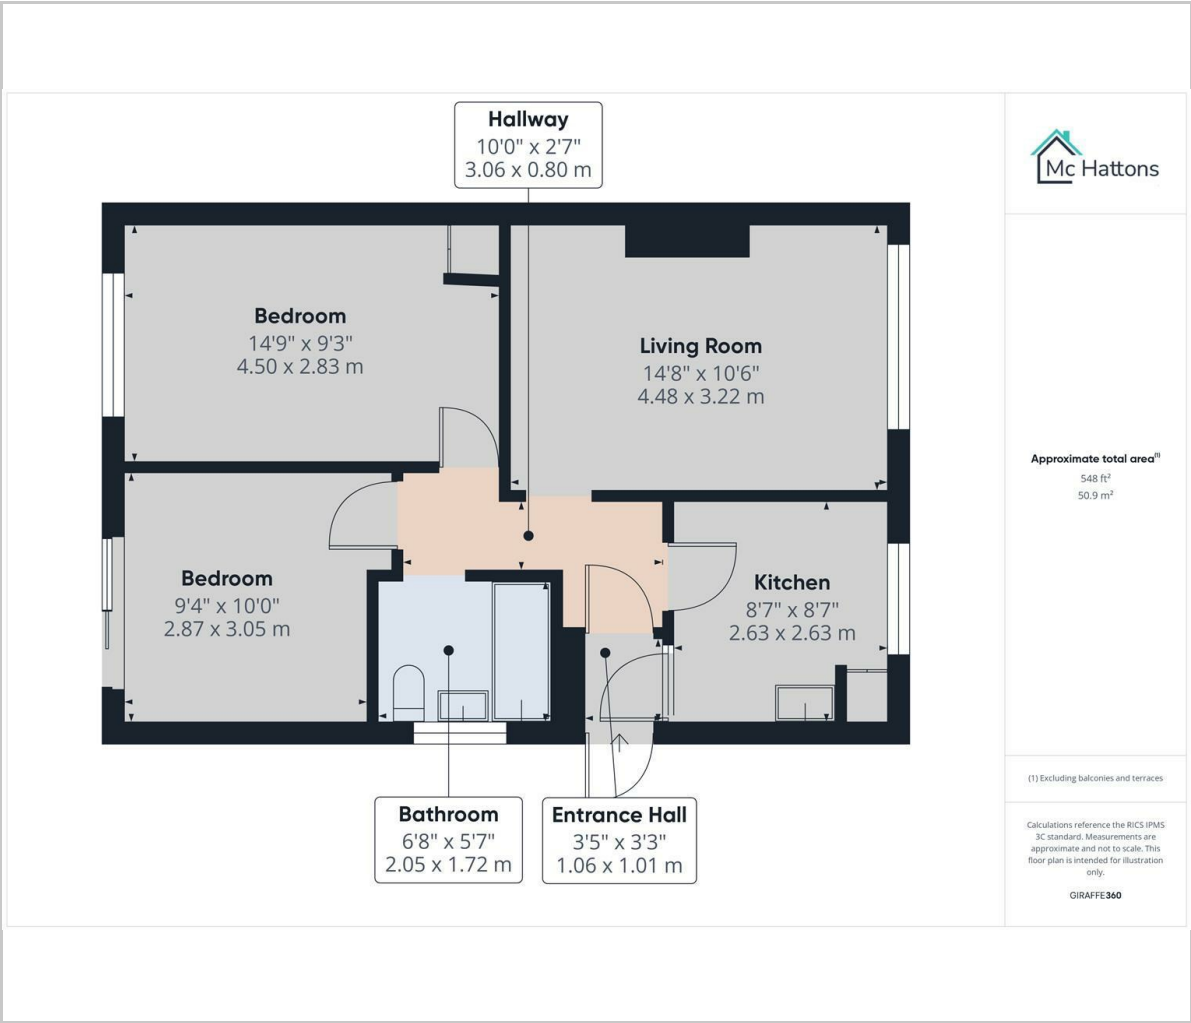 Hallway
10'0" x 2'7"
3.06 x 0.80 m
Mc Hattons
Bedroom
14'9" x 9'3"
4.50 x 2.83 m
Living Room
14'8" x 10'6"
4.48 x 3.22 m
Approximate total area(1)
548 ft²
50.9 m²
Bedroom
9'4" x 10'0"
2.87 x 3.05 m
Kitchen
8'7" x 8'7"
2.63 x 2.63 m
Bathroom
6'8" x 5'7"
2.05 x 1.72 m
Entrance Hall
3'5" x 3'3"
1.06 x 1.01 m
(1) Excluding balconies and terraces
Calculations reference the RICS IPMS
3C standard. Measurements are
approximate and not to scale. This
floor plan is intended for illustration
only.
GIRAFFE360